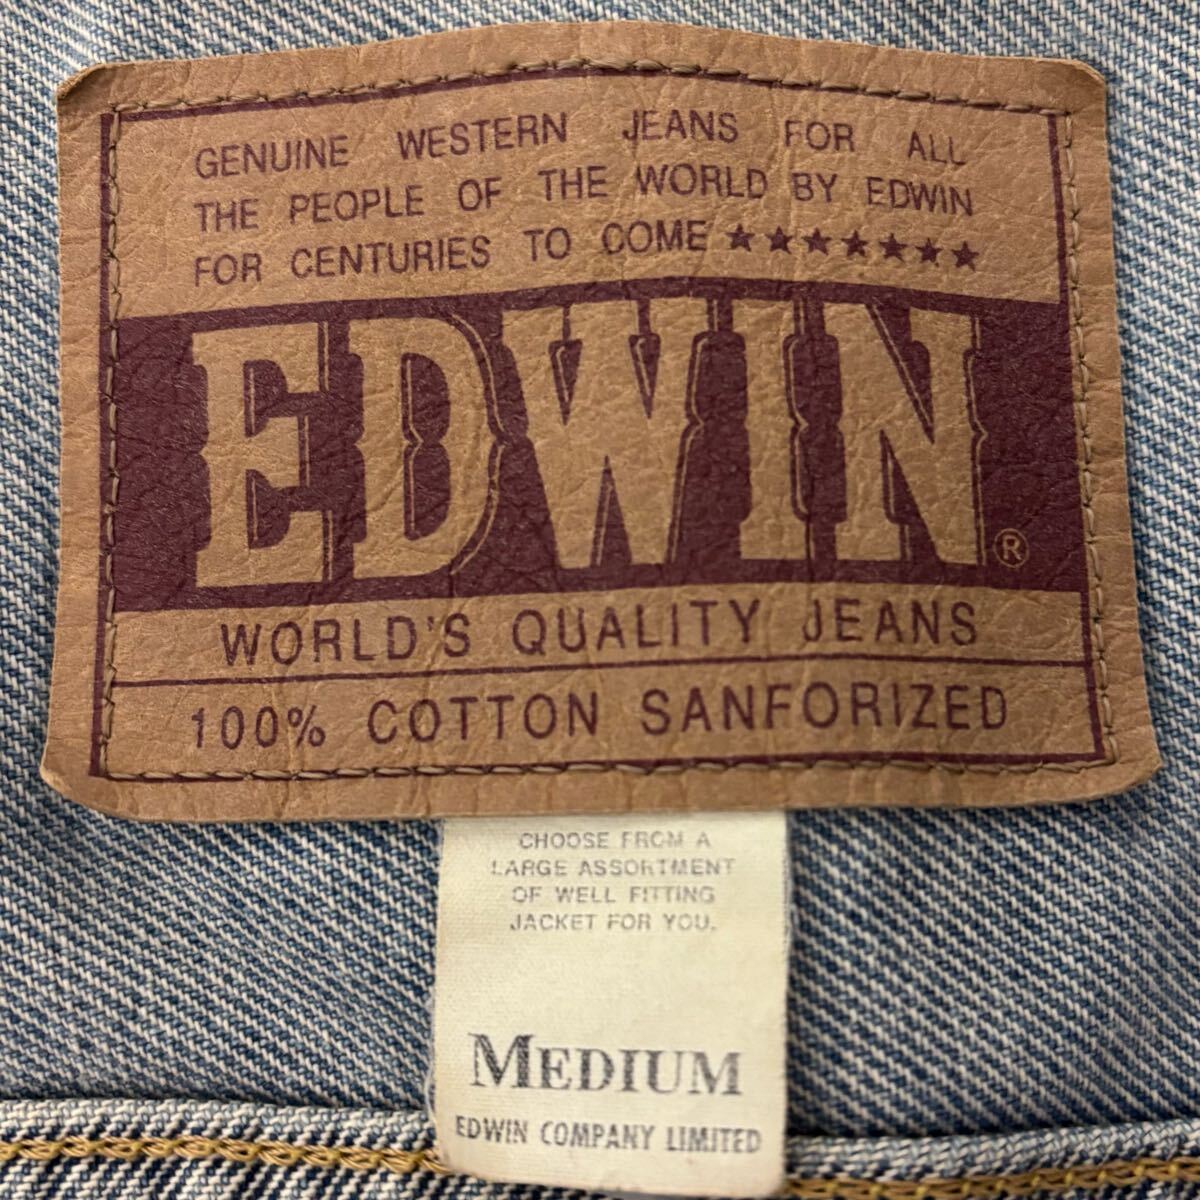 GENUINE WESTERN JEANS FOR ALL
THE PEOPLE OF THE WORLD BY EDWIN
FOR CENTURIES TO COME ★★★★★★★
EDWIN ®
WORLD'S QUALITY JEANS
100% COTTON SANFORIZED
CHOOSE FROM A
LARGE ASSORTMENT
OF WELL FITTING
JACKET FOR YOU.
MEDIUM
EDWIN COMPANY LIMITED